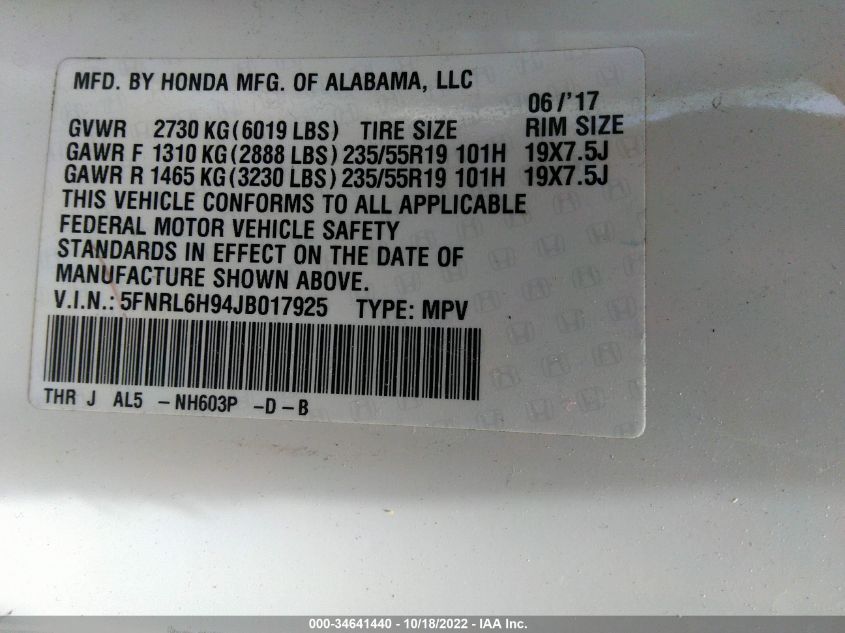 MFD. BY HONDA MFG. OF ALABAMA, LLC
06/'17
GVWR 2730 KG(6019 LBS) TIRE SIZE RIM SIZE
GAWR F 1310 KG(2888 LBS) 235/55R19 101H 19X7.5J
GAWR R 1465 KG(3230 LBS) 235/55R19 101H 19X7.5J
THIS VEHICLE CONFORMS TO ALL APPLICABLE
FEDERAL MOTOR VEHICLE SAFETY
STANDARDS IN EFFECT ON THE DATE OF
MANUFACTURE SHOWN ABOVE.
V.I.N.: 5FNRL6H94JB017925 TYPE: MPV
THR J AL5 -NH603P -D-B
000-34641440 - 10/18/2022 - IAA Inc.